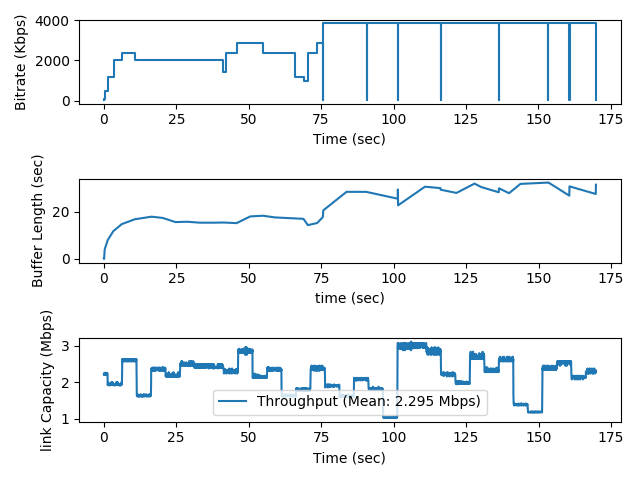 Bitrate (Kbps)
4000
2000
0
0 25 50 75 100 125 150 175
Time (sec)
Buffer Length (sec)
20
0
0 25 50 75 100 125 150 175
time (sec)
link Capacity (Mbps)
3
2
1
Throughput (Mean: 2.295 Mbps)
0 25 50 75 100 125 150 175
Time (sec)